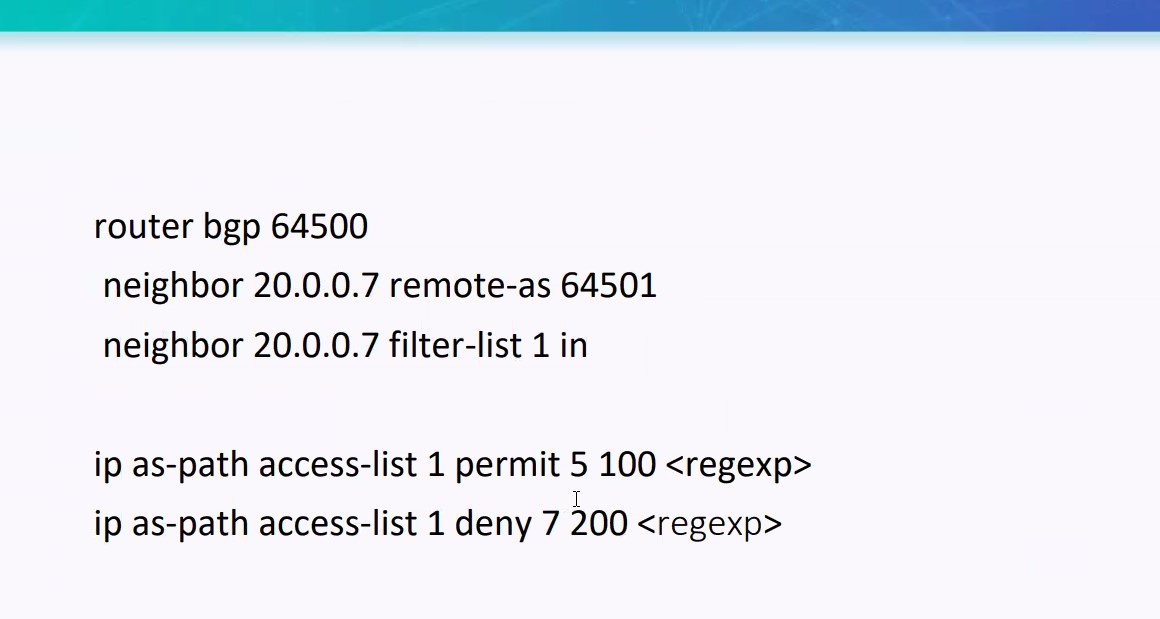 router bgp 64500
neighbor 20.0.0.7 remote-as 64501
neighbor 20.0.0.7 filter-list 1 in
ip as-path access-list 1 permit 5 100 <regexp>
ip as-path access-list 1 deny 7 200 <regexp>